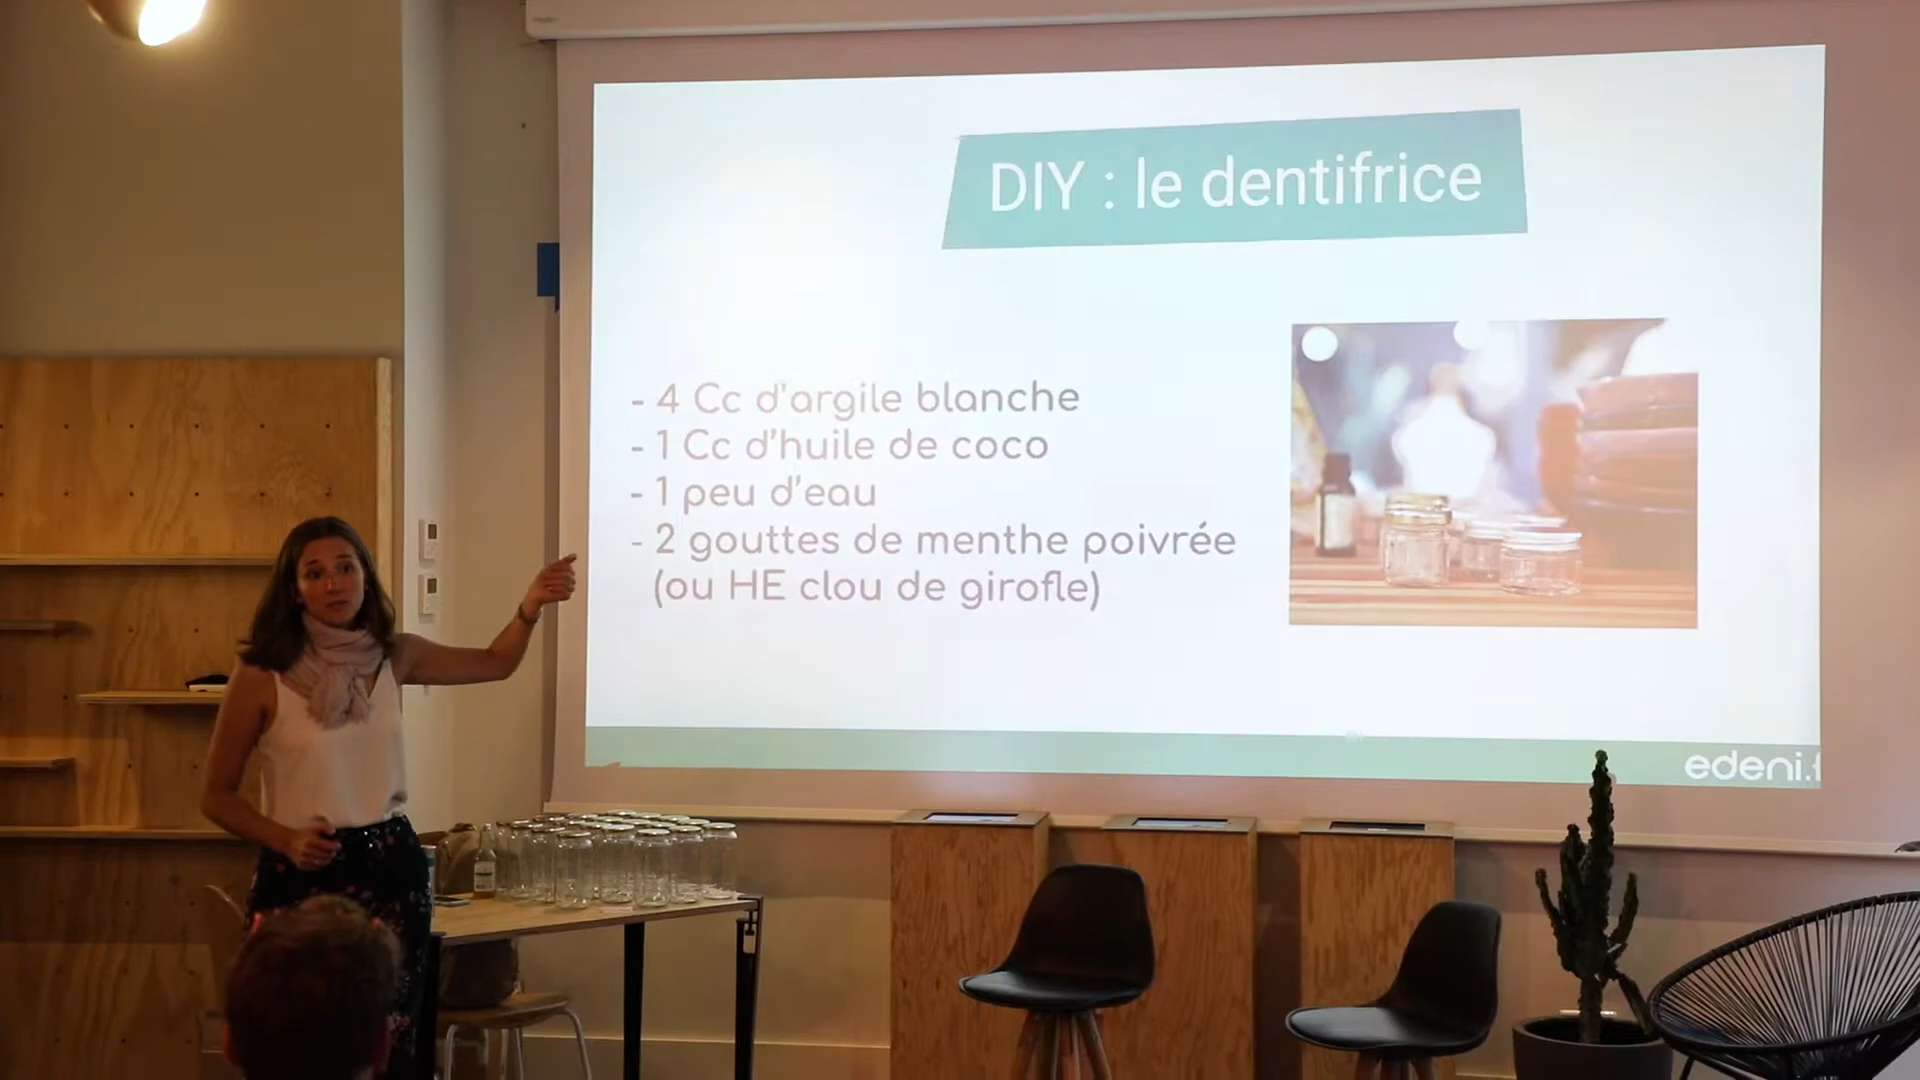 DIY : le dentifrice
- 4 Cc d'argile blanche
- 1 Cc d'huile de coco
- 1 peu d'eau
- 2 gouttes de menthe poivrée
(ou HE clou de girofle)
edeni.f